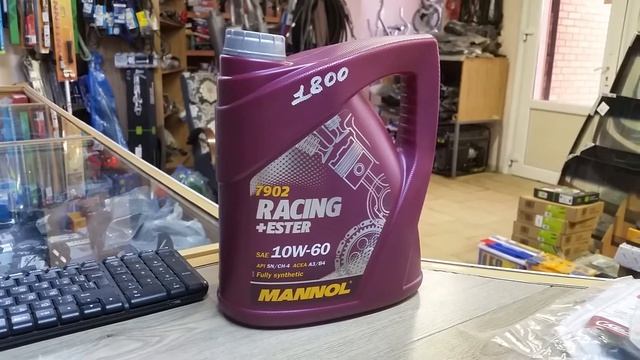 1800
7902
RACING
+ESTER
SAE 10W-60
API SN/CH-4 ACEA A3/B4
Fully synthetic
MANNOL